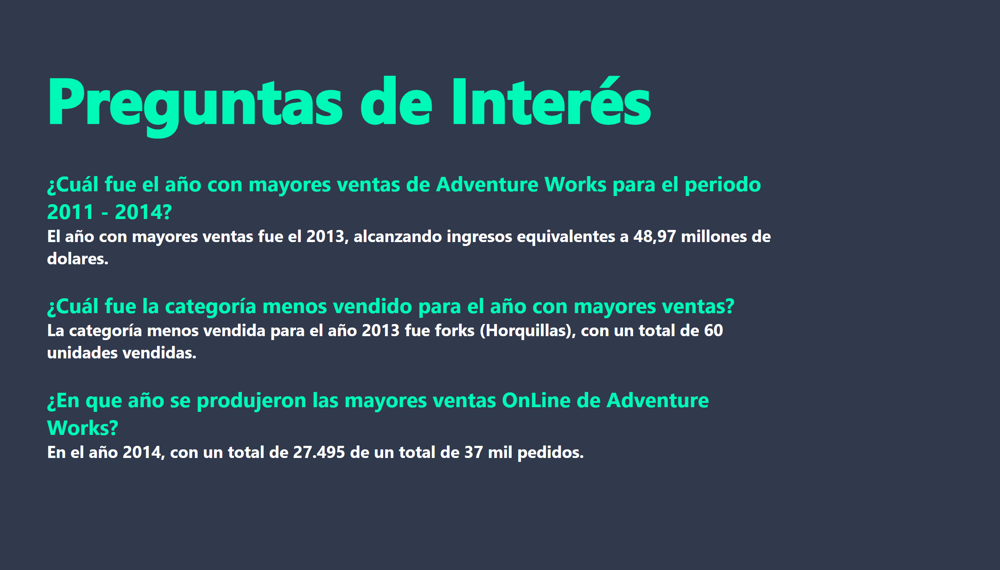 Preguntas de Interés
¿Cuál fue el año con mayores ventas de Adventure Works para el periodo
2011 - 2014?
El año con mayores ventas fue el 2013, alcanzando ingresos equivalentes a 48,97 millones de
dolares.
¿Cuál fue la categoría menos vendido para el año con mayores ventas?
La categoría menos vendida para el año 2013 fue forks (Horquillas), con un total de 60
unidades vendidas.
¿En que año se produjeron las mayores ventas OnLine de Adventure
Works?
En el año 2014, con un total de 27.495 de un total de 37 mil pedidos.